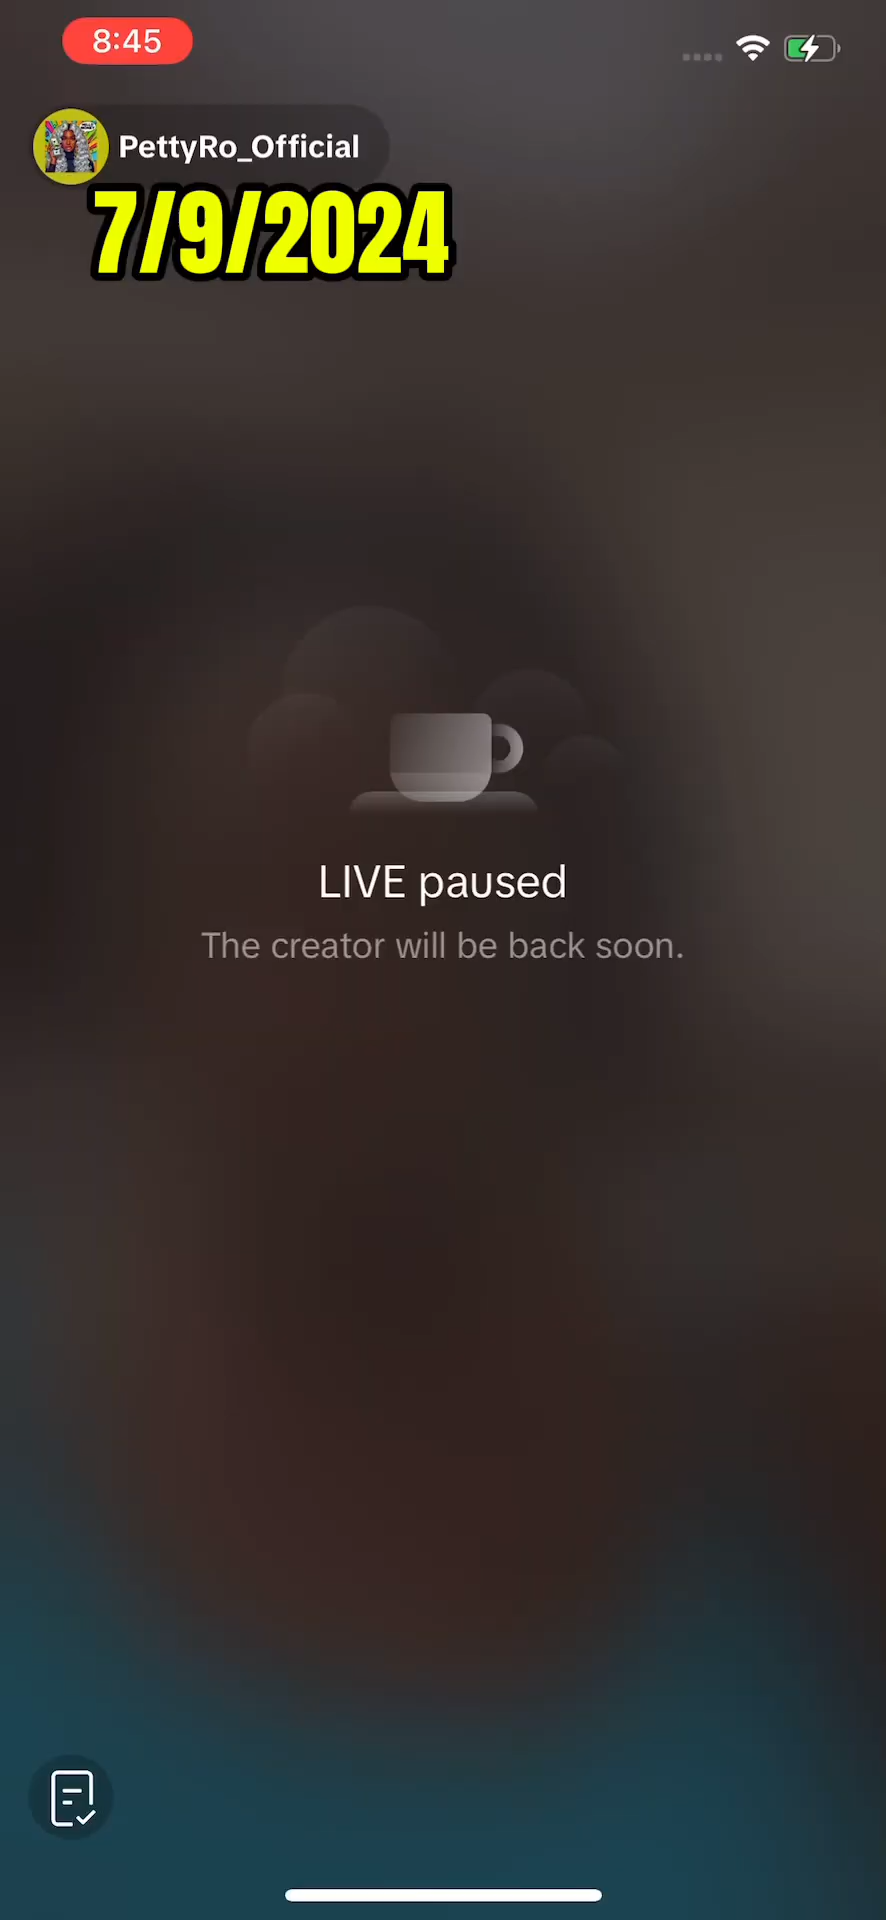 8:45
PettyRo_Official
7/9/2024
LIVE paused
The creator will be back soon.